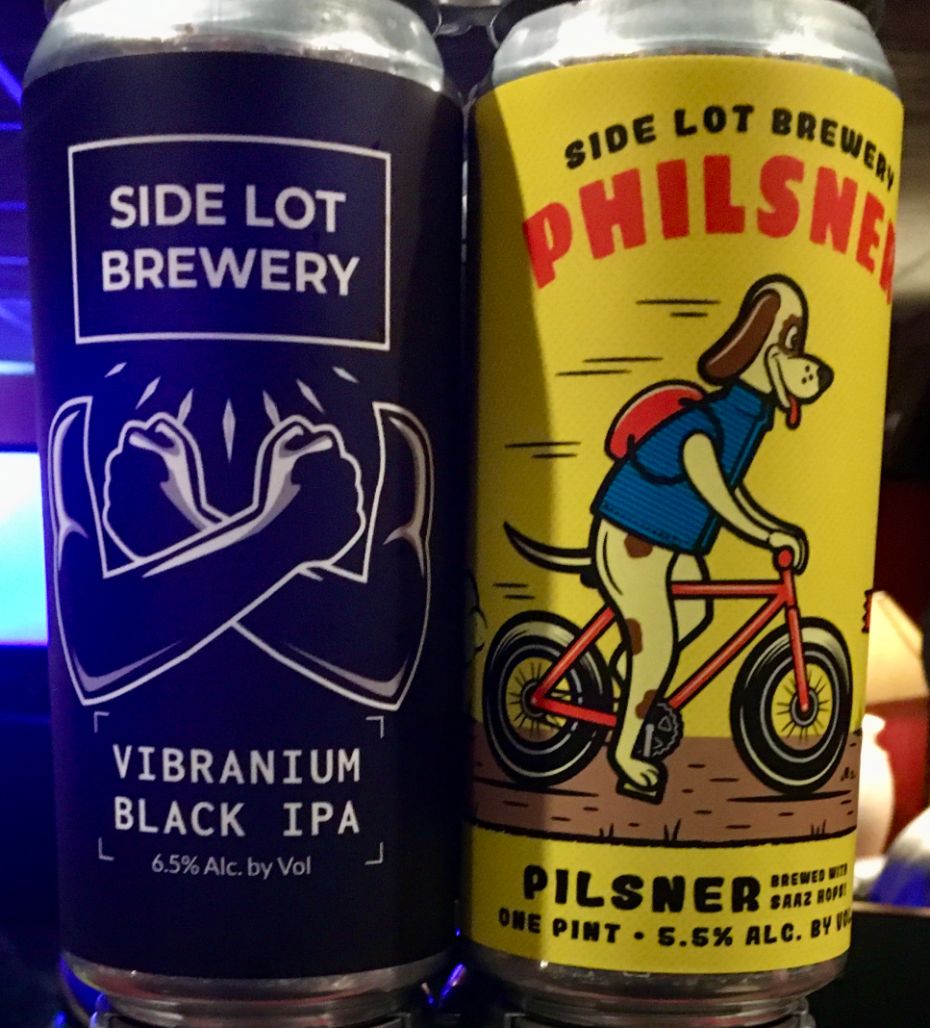 SIDE LOT
BREWERY
VIBRANIUM
BLACK IPA
6.5% Alc. by Vol
SIDE LOT BREWERY
PHILSNER
PILSNER
BREWED WITH
SAAZ HOPS!
ONE PINT • 5.5% ALC. BY VOL